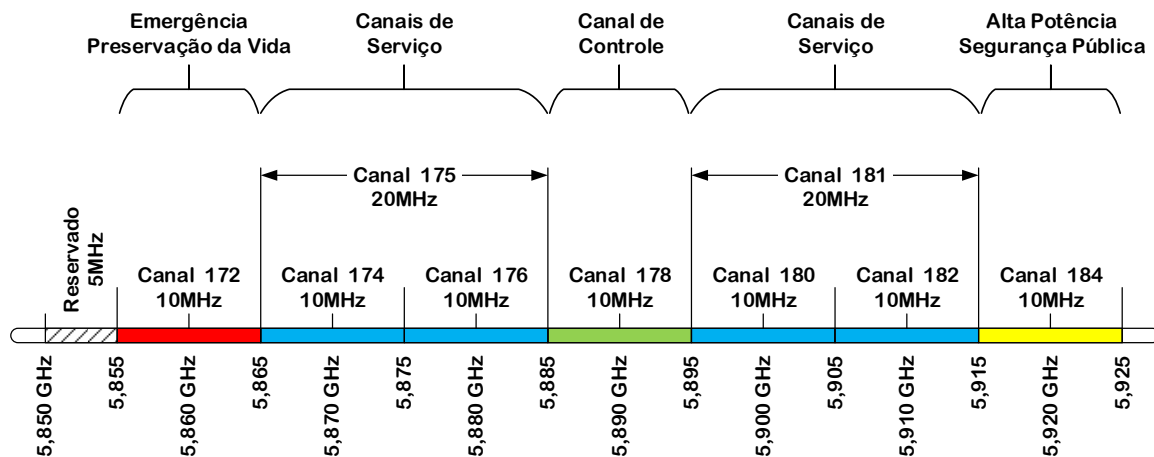 Emergência
Preservação da Vida
Canais de
Serviço
Canal de
Controle
Canais de
Serviço
Alta Potência
Segurança Pública
Canal 175
20MHz
Canal 181
20MHz
Reservado
5MHz
Canal 172
10MHz
Canal 174
10MHz
Canal 176
10MHz
Canal 178
10MHz
Canal 180
10MHz
Canal 182
10MHz
Canal 184
10MHz
5,850 GHz
5,855
5,860 GHz
5,865
5,870 GHz
5,875
5,880 GHz
5,885
5,890 GHz
5,895
5,900 GHz
5,905
5,910 GHz
5,915
5,920 GHz
5,925